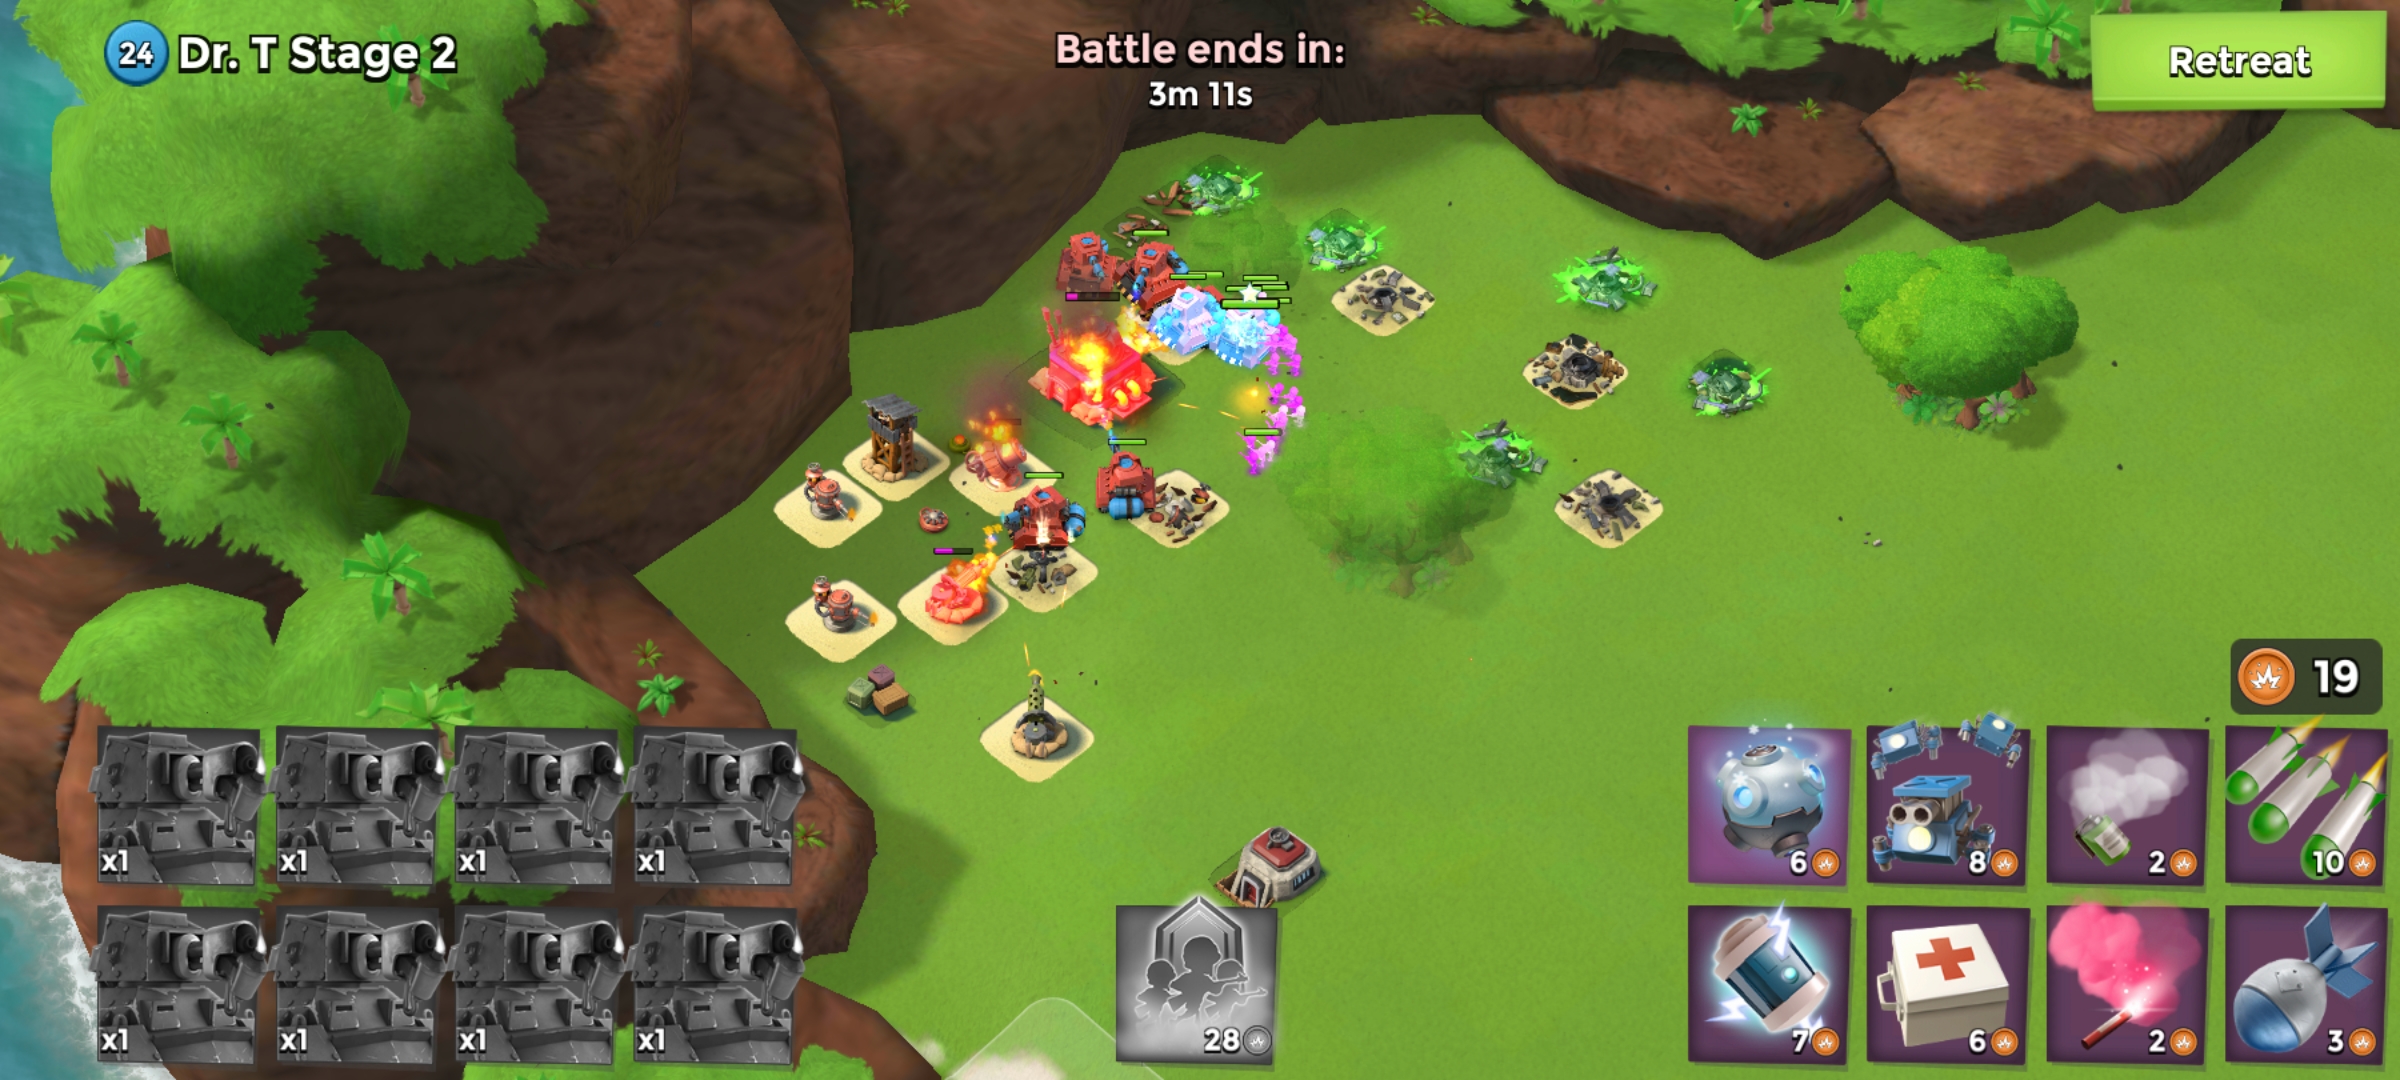 24 Dr. T Stage 2
Battle ends in:
3m 11s
Retreat
19
x1 x1 x1 x1
6 8 2 10
x1 x1 x1 x1
28
7 6 2 3